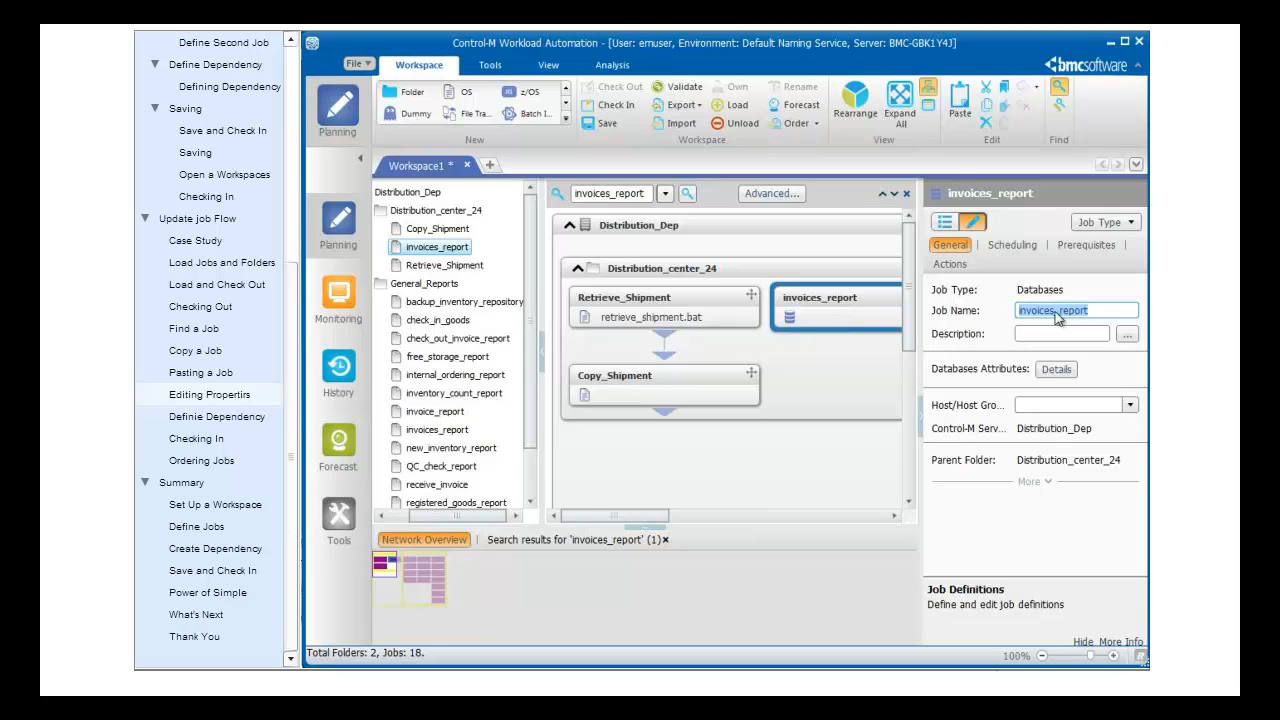 Define Second Job
Define Dependency
Defining Dependency
Saving
Save and Check In
Saving
Open a Workspaces
Checking In
Update job Flow
Case Study
Load Jobs and Folders
Load and Check Out
Checking Out
Find a Job
Copy a Job
Pasting a Job
Editing Properties
Definie Dependency
Checking In
Ordering Jobs
Summary
Set Up a Workspace
Define Jobs
Create Dependency
Save and Check In
Power of Simple
What's Next
Thank You
Control-M Workload Automation - [User: emuser, Environment: Default Naming Service, Server: BMC-GBK1Y4J]
File
Workspace
Tools
View
Analysis
bmcsoftware
Planning
Folder
OS
z/OS
Dummy
File Tra...
Batch I...
New
Check Out
Validate
Own
Rename
Check In
Export
Load
Forecast
Save
Import
Unload
Order
Workspace
Rearrange
Expand All
View
Paste
Edit
Find
Workspace1 *
Planning
Monitoring
History
Forecast
Tools
Distribution_Dep
Distribution_center_24
Copy_Shipment
invoices_report
Retrieve_Shipment
General_Reports
backup_inventory_repository
check_in_goods
check_out_invoice_report
free_storage_report
internal_ordering_report
inventory_count_report
invoice_report
invoices_report
new_inventory_report
QC_check_report
receive_invoice
registered_goods_report
invoices_report
Advanced...
Distribution_Dep
Distribution_center_24
Retrieve_Shipment
retrieve_shipment.bat
invoices_report
Copy_Shipment
Network Overview
Search results for 'invoices_report' (1)
invoices_report
Job Type
General
Scheduling
Prerequisites
Actions
Job Type: Databases
Job Name: invoices_report
Description: ...
Databases Attributes: Details
Host/Host Gro...
Control-M Serv... Distribution_Dep
Parent Folder: Distribution_center_24
More
Job Definitions
Define and edit job definitions
Hide More Info
Total Folders: 2, Jobs: 18.
100%